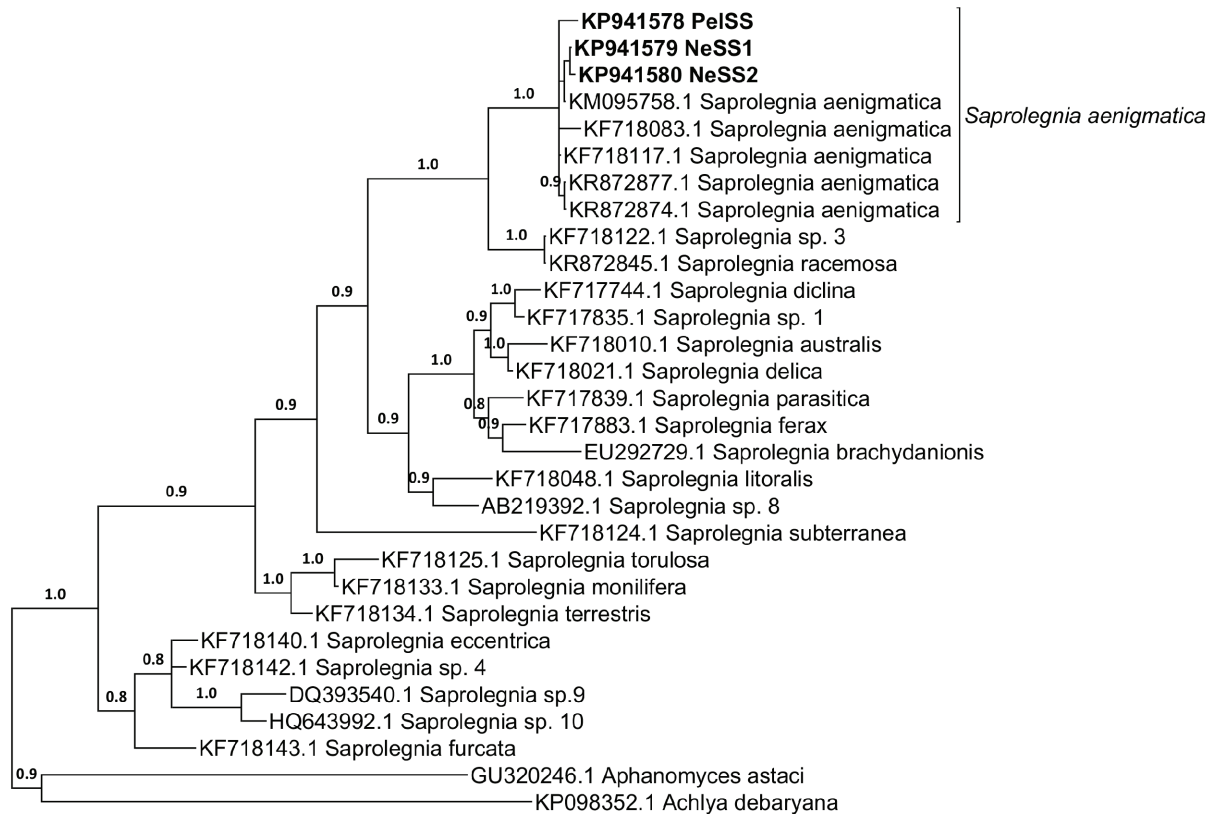 KP941578 PelSS
KP941579 NeSS1
KP941580 NeSS2
1.0
KM095758.1 Saprolegnia aenigmatica
Saprolegnia aenigmatica
KF718083.1 Saprolegnia aenigmatica
KF718117.1 Saprolegnia aenigmatica
1.0
0.9
KR872877.1 Saprolegnia aenigmatica
KR872874.1 Saprolegnia aenigmatica
1.0
KF718122.1 Saprolegnia sp. 3
KR872845.1 Saprolegnia racemosa
0.9
1.0
KF717744.1 Saprolegnia diclina
0.9
KF717835.1 Saprolegnia sp. 1
1.0
KF718010.1 Saprolegnia australis
1.0
KF718021.1 Saprolegnia delica
0.9
0.8
KF717839.1 Saprolegnia parasitica
0.9
0.9
KF717883.1 Saprolegnia ferax
EU292729.1 Saprolegnia brachydanionis
0.9
KF718048.1 Saprolegnia litoralis
0.9
AB219392.1 Saprolegnia sp. 8
KF718124.1 Saprolegnia subterranea
1.0
KF718125.1 Saprolegnia torulosa
1.0
KF718133.1 Saprolegnia monilifera
1.0
KF718134.1 Saprolegnia terrestris
KF718140.1 Saprolegnia eccentrica
0.8
KF718142.1 Saprolegnia sp. 4
0.8
1.0
DQ393540.1 Saprolegnia sp.9
HQ643992.1 Saprolegnia sp. 10
KF718143.1 Saprolegnia furcata
0.9
GU320246.1 Aphanomyces astaci
KP098352.1 Achlya debaryana